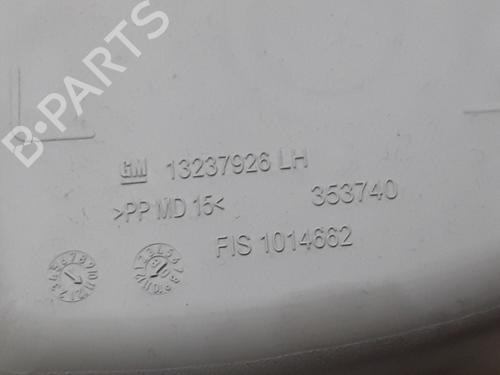 B-PARTS
GM 13237926 LH
>PP MD 15< 353740
FIS 1014662